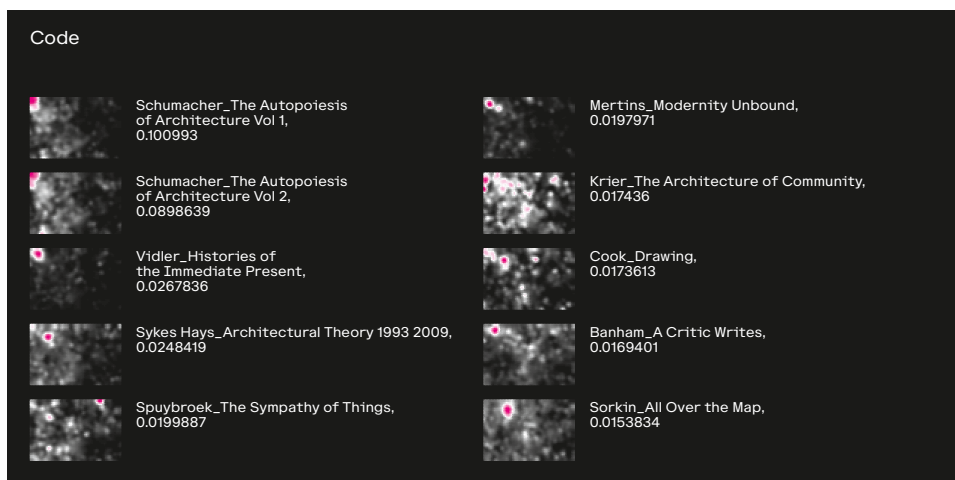 Code
Schumacher_The Autopoiesis
of Architecture Vol 1,
0.100993
Schumacher_The Autopoiesis
of Architecture Vol 2,
0.0898639
Vidler_Histories of
the Immediate Present,
0.0267836
Sykes Hays_Architectural Theory 1993 2009,
0.0248419
Spuybroek_The Sympathy of Things,
0.0199887
Mertins_Modernity Unbound,
0.0197971
Krier_The Architecture of Community,
0.017436
Cook_Drawing,
0.0173613
Banham_A Critic Writes,
0.0169401
Sorkin_All Over the Map,
0.0153834